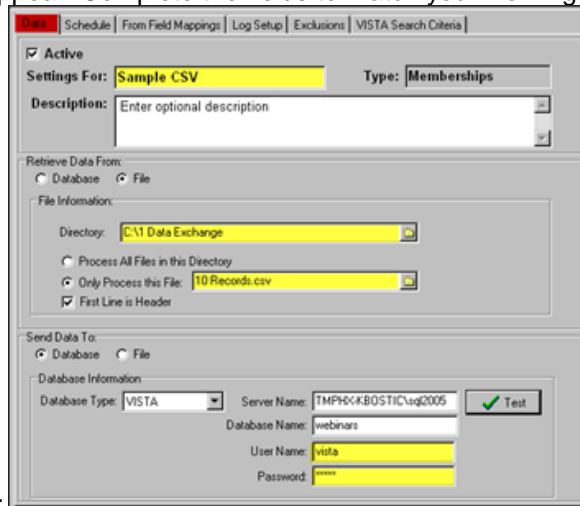 Data Schedule From Field Mappings Log Setup Exclusions VISTA Search Criteria
Active
Settings For: Sample CSV Type: Memberships
Description: Enter optional description
Retrieve Data From:
Database File
File Information:
Directory: C:\1 Data Exchange
Process All Files in this Directory
Only Process this File: 10 Records.csv
First Line is Header
Send Data To:
Database File
Database Information
Database Type: VISTA Server Name: TMPHX-KBOSTIC\sql2005 Test
Database Name: webinars
User Name: vista
Password: *****